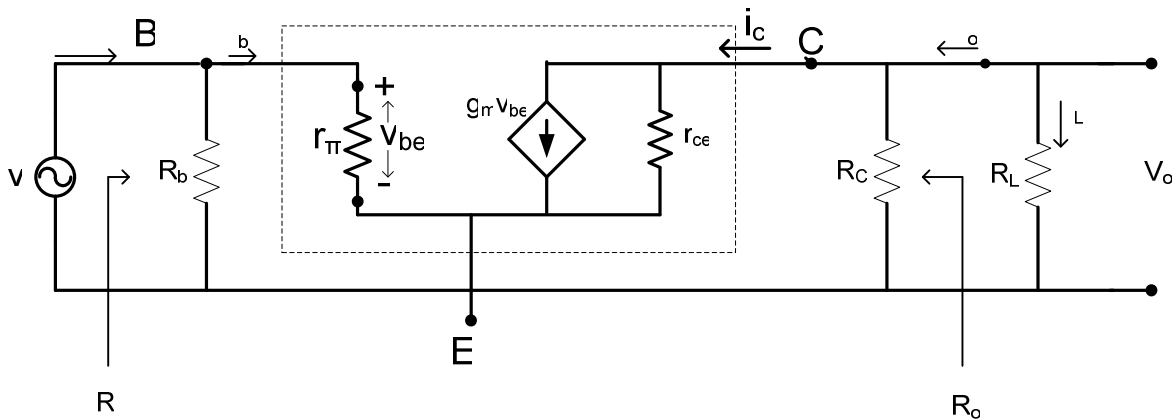 B
b
i_c
C
o
+
g_m v_be
r_π
v_be
r_ce
L
v
R_b
R_C
R_L
V_o
-
E
R
R_o